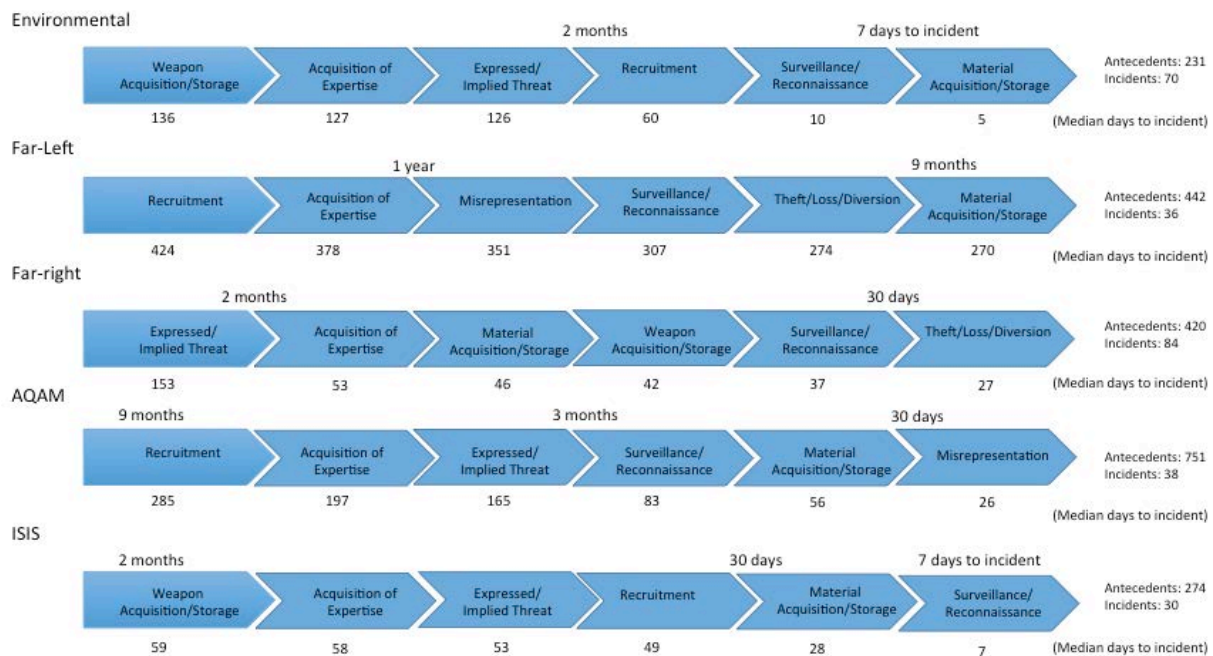 Environmental
2 months
7 days to incident
Weapon
Acquisition/Storage
Acquisition of
Expertise
Expressed/
Implied Threat
Recruitment
Surveillance/
Reconnaissance
Material
Acquisition/Storage
Antecedents: 231
Incidents: 70
136
127
126
60
10
5
(Median days to incident)
Far-Left
1 year
9 months
Recruitment
Acquisition of
Expertise
Misrepresentation
Surveillance/
Reconnaissance
Theft/Loss/Diversion
Material
Acquisition/Storage
Antecedents: 442
Incidents: 36
424
378
351
307
274
270
(Median days to incident)
Far-right
2 months
30 days
Expressed/
Implied Threat
Acquisition of
Expertise
Material
Acquisition/Storage
Weapon
Acquisition/Storage
Surveillance/
Reconnaissance
Theft/Loss/Diversion
Antecedents: 420
Incidents: 84
153
53
46
42
37
27
(Median days to incident)
AQAM
9 months
3 months
30 days
Recruitment
Acquisition of
Expertise
Expressed/
Implied Threat
Surveillance/
Reconnaissance
Material
Acquisition/Storage
Misrepresentation
Antecedents: 751
Incidents: 38
285
197
165
83
56
26
(Median days to incident)
ISIS
2 months
30 days
7 days to incident
Weapon
Acquisition/Storage
Acquisition of
Expertise
Expressed/
Implied Threat
Recruitment
Material
Acquisition/Storage
Surveillance/
Reconnaissance
Antecedents: 274
Incidents: 30
59
58
53
49
28
7
(Median days to incident)